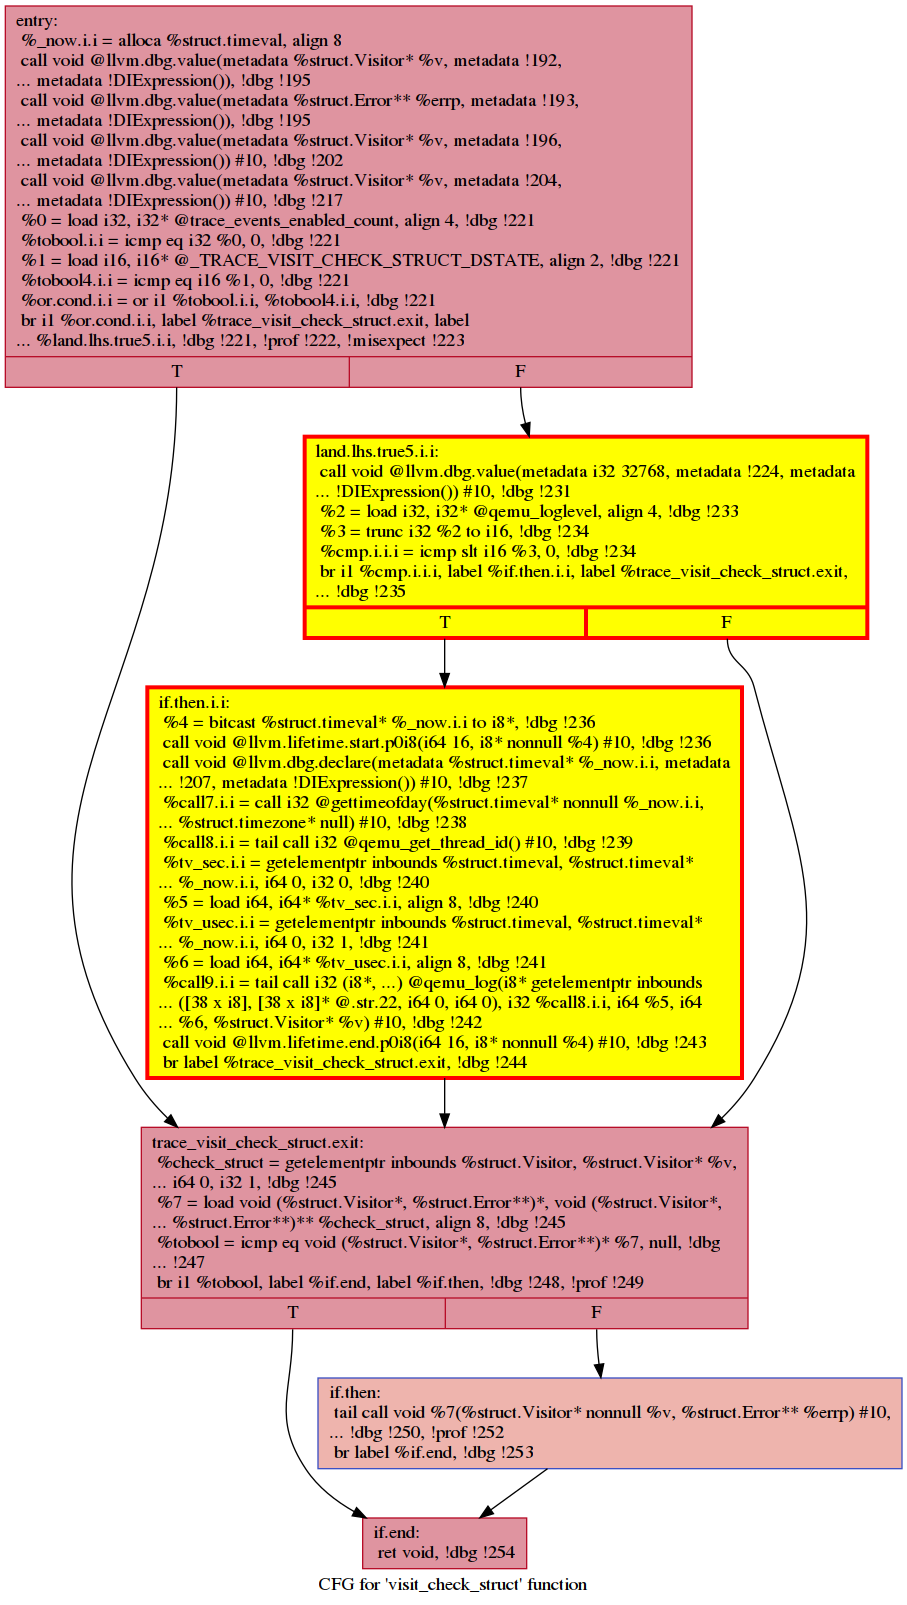 entry:
%_now.i.i = alloca %struct.timeval, align 8
call void @llvm.dbg.value(metadata %struct.Visitor* %v, metadata !192,
... metadata !DIExpression()), !dbg !195
call void @llvm.dbg.value(metadata %struct.Error** %errp, metadata !193,
... metadata !DIExpression()), !dbg !195
call void @llvm.dbg.value(metadata %struct.Visitor* %v, metadata !196,
... metadata !DIExpression()) #10, !dbg !202
call void @llvm.dbg.value(metadata %struct.Visitor* %v, metadata !204,
... metadata !DIExpression()) #10, !dbg !217
%0 = load i32, i32* @trace_events_enabled_count, align 4, !dbg !221
%tobool.i.i = icmp eq i32 %0, 0, !dbg !221
%1 = load i16, i16* @_TRACE_VISIT_CHECK_STRUCT_DSTATE, align 2, !dbg !221
%tobool4.i.i = icmp eq i16 %1, 0, !dbg !221
%or.cond.i.i = or i1 %tobool.i.i, %tobool4.i.i, !dbg !221
br i1 %or.cond.i.i, label %trace_visit_check_struct.exit, label
... %land.lhs.true5.i.i, !dbg !221, !prof !222, !misexpect !223
T F
land.lhs.true5.i.i:
call void @llvm.dbg.value(metadata i32 32768, metadata !224, metadata
... !DIExpression()) #10, !dbg !231
%2 = load i32, i32* @qemu_loglevel, align 4, !dbg !233
%3 = trunc i32 %2 to i16, !dbg !234
%cmp.i.i.i = icmp slt i16 %3, 0, !dbg !234
br i1 %cmp.i.i.i, label %if.then.i.i, label %trace_visit_check_struct.exit,
... !dbg !235
T F
if.then.i.i:
%4 = bitcast %struct.timeval* %_now.i.i to i8*, !dbg !236
call void @llvm.lifetime.start.p0i8(i64 16, i8* nonnull %4) #10, !dbg !236
call void @llvm.dbg.declare(metadata %struct.timeval* %_now.i.i, metadata
... !207, metadata !DIExpression()) #10, !dbg !237
%call7.i.i = call i32 @gettimeofday(%struct.timeval* nonnull %_now.i.i,
... %struct.timezone* null) #10, !dbg !238
%call8.i.i = tail call i32 @qemu_get_thread_id() #10, !dbg !239
%tv_sec.i.i = getelementptr inbounds %struct.timeval, %struct.timeval*
... %_now.i.i, i64 0, i32 0, !dbg !240
%5 = load i64, i64* %tv_sec.i.i, align 8, !dbg !240
%tv_usec.i.i = getelementptr inbounds %struct.timeval, %struct.timeval*
... %_now.i.i, i64 0, i32 1, !dbg !241
%6 = load i64, i64* %tv_usec.i.i, align 8, !dbg !241
%call9.i.i = tail call i32 (i8*, ...) @qemu_log(i8* getelementptr inbounds
... ([38 x i8], [38 x i8]* @.str.22, i64 0, i64 0), i32 %call8.i.i, i64 %5, i64
... %6, %struct.Visitor* %v) #10, !dbg !242
call void @llvm.lifetime.end.p0i8(i64 16, i8* nonnull %4) #10, !dbg !243
br label %trace_visit_check_struct.exit, !dbg !244
trace_visit_check_struct.exit:
%check_struct = getelementptr inbounds %struct.Visitor, %struct.Visitor* %v,
... i64 0, i32 1, !dbg !245
%7 = load void (%struct.Visitor*, %struct.Error**)*, void (%struct.Visitor*,
... %struct.Error**)** %check_struct, align 8, !dbg !245
%tobool = icmp eq void (%struct.Visitor*, %struct.Error**)* %7, null, !dbg
... !247
br i1 %tobool, label %if.end, label %if.then, !dbg !248, !prof !249
T F
if.then:
tail call void %7(%struct.Visitor* nonnull %v, %struct.Error** %errp) #10,
... !dbg !250, !prof !252
br label %if.end, !dbg !253
if.end:
ret void, !dbg !254
CFG for 'visit_check_struct' function